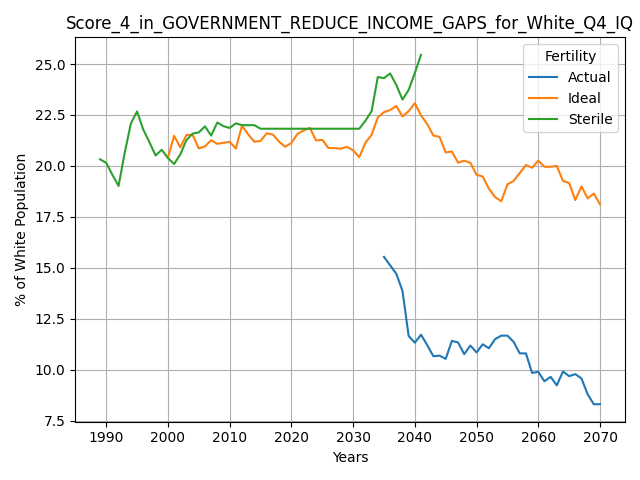 Score_4_in_GOVERNMENT_REDUCE_INCOME_GAPS_for_White_Q4_IQ
Fertility
Actual
Ideal
Sterile
% of White Population
25.0
22.5
20.0
17.5
15.0
12.5
10.0
7.5
1990 2000 2010 2020 2030 2040 2050 2060 2070
Years